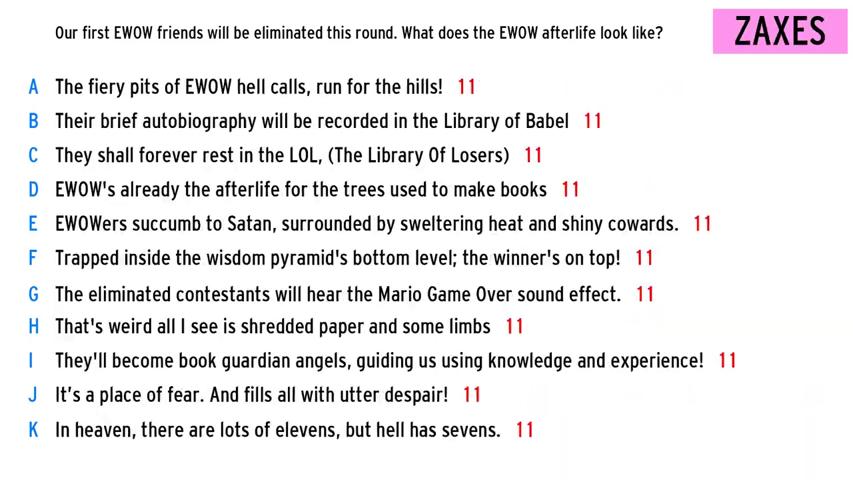 Our first EWOW friends will be eliminated this round. What does the EWOW afterlife look like?
ZAXES
A The fiery pits of EWOW hell calls, run for the hills! 11
B Their brief autobiography will be recorded in the Library of Babel 11
C They shall forever rest in the LOL, (The Library Of Losers) 11
D EWOW's already the afterlife for the trees used to make books 11
E EWOWers succumb to Satan, surrounded by sweltering heat and shiny cowards. 11
F Trapped inside the wisdom pyramid's bottom level; the winner's on top! 11
G The eliminated contestants will hear the Mario Game Over sound effect. 11
H That's weird all I see is shredded paper and some limbs 11
I They'll become book guardian angels, guiding us using knowledge and experience! 11
J It’s a place of fear. And fills all with utter despair! 11
K In heaven, there are lots of elevens, but hell has sevens. 11